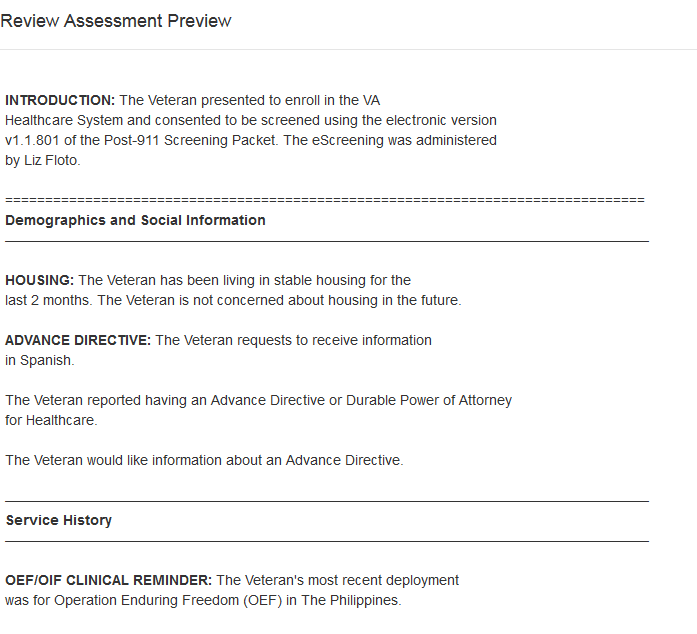 Review Assessment Preview
INTRODUCTION: The Veteran presented to enroll in the VA
Healthcare System and consented to be screened using the electronic version
v1.1.801 of the Post-911 Screening Packet. The eScreening was administered
by Liz Floto.
================================================================================
Demographics and Social Information
HOUSING: The Veteran has been living in stable housing for the
last 2 months. The Veteran is not concerned about housing in the future.
ADVANCE DIRECTIVE: The Veteran requests to receive information
in Spanish.
The Veteran reported having an Advance Directive or Durable Power of Attorney
for Healthcare.
The Veteran would like information about an Advance Directive.
Service History
OEF/OIF CLINICAL REMINDER: The Veteran's most recent deployment
was for Operation Enduring Freedom (OEF) in The Philippines.